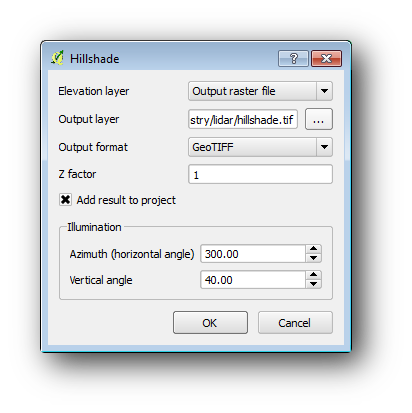 Hillshade
Elevation layer Output raster file
Output layer stry/lidar/hillshade.tif ...
Output format GeoTIFF
Z factor 1
Add result to project
Illumination
Azimuth (horizontal angle) 300.00
Vertical angle 40.00
OK Cancel